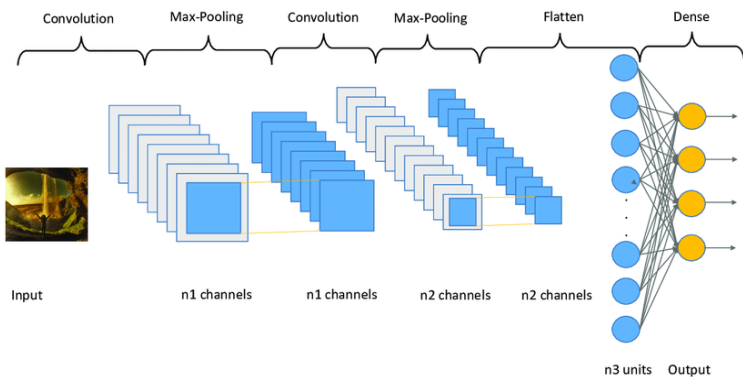 Convolution Max-Pooling Convolution Max-Pooling Flatten Dense
Input n1 channels n1 channels n2 channels n2 channels
n3 units Output